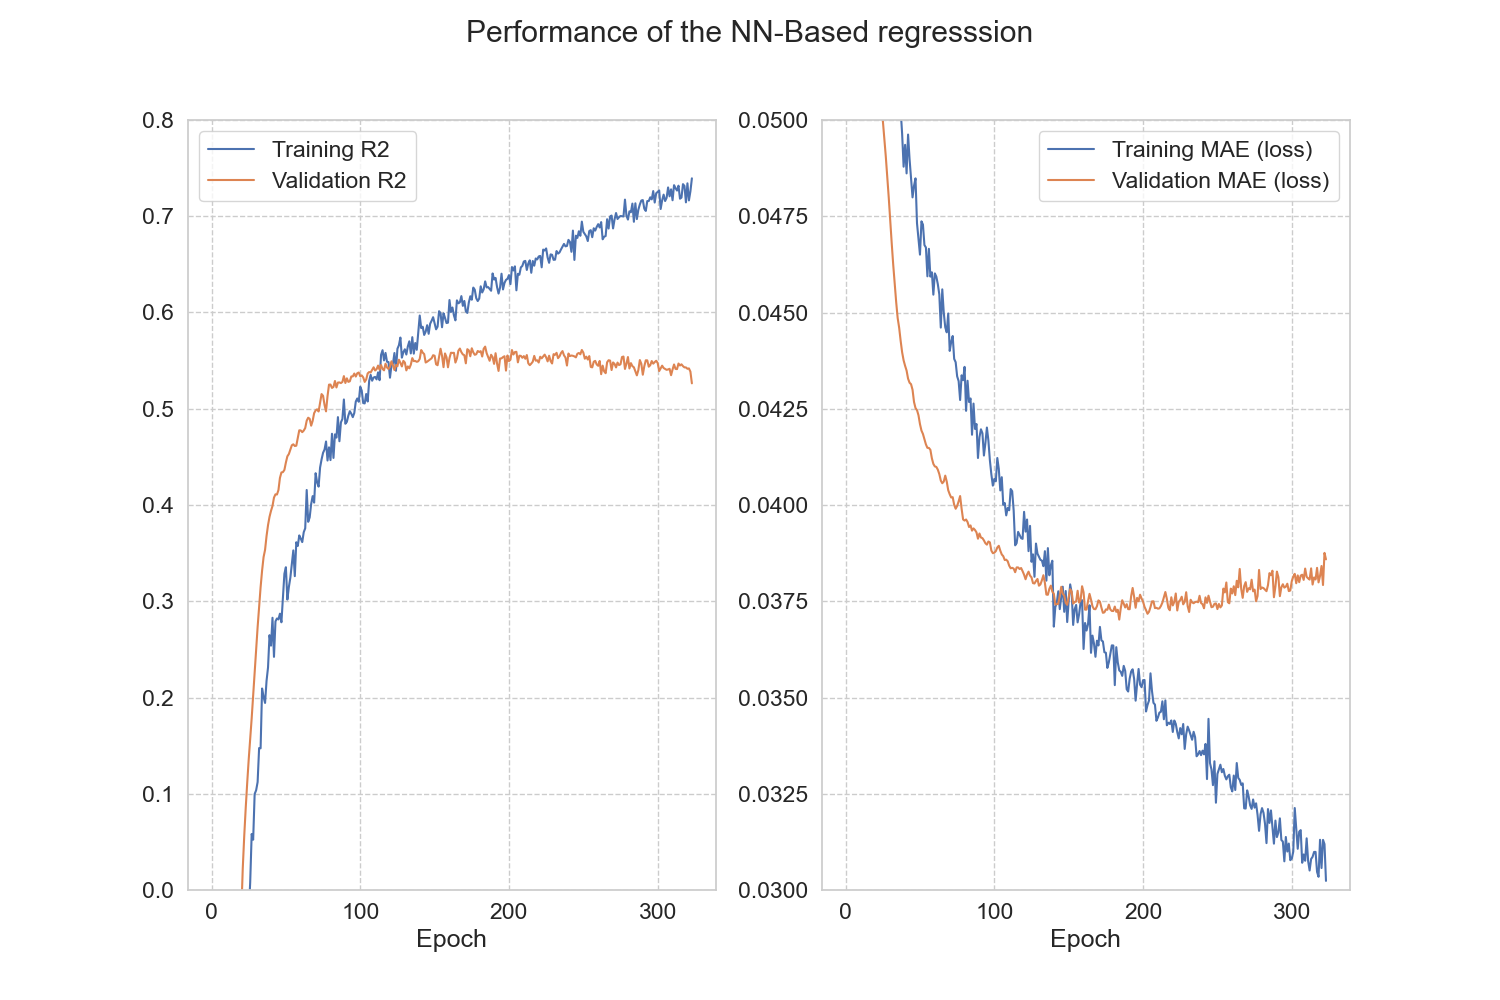 Performance of the NN-Based regresssion
0.8
0.7
0.6
0.5
0.4
0.3
0.2
0.1
0.0
Training R2
Validation R2
0 100 200 300
Epoch
0.0500
0.0475
0.0450
0.0425
0.0400
0.0375
0.0350
0.0325
0.0300
Training MAE (loss)
Validation MAE (loss)
0 100 200 300
Epoch